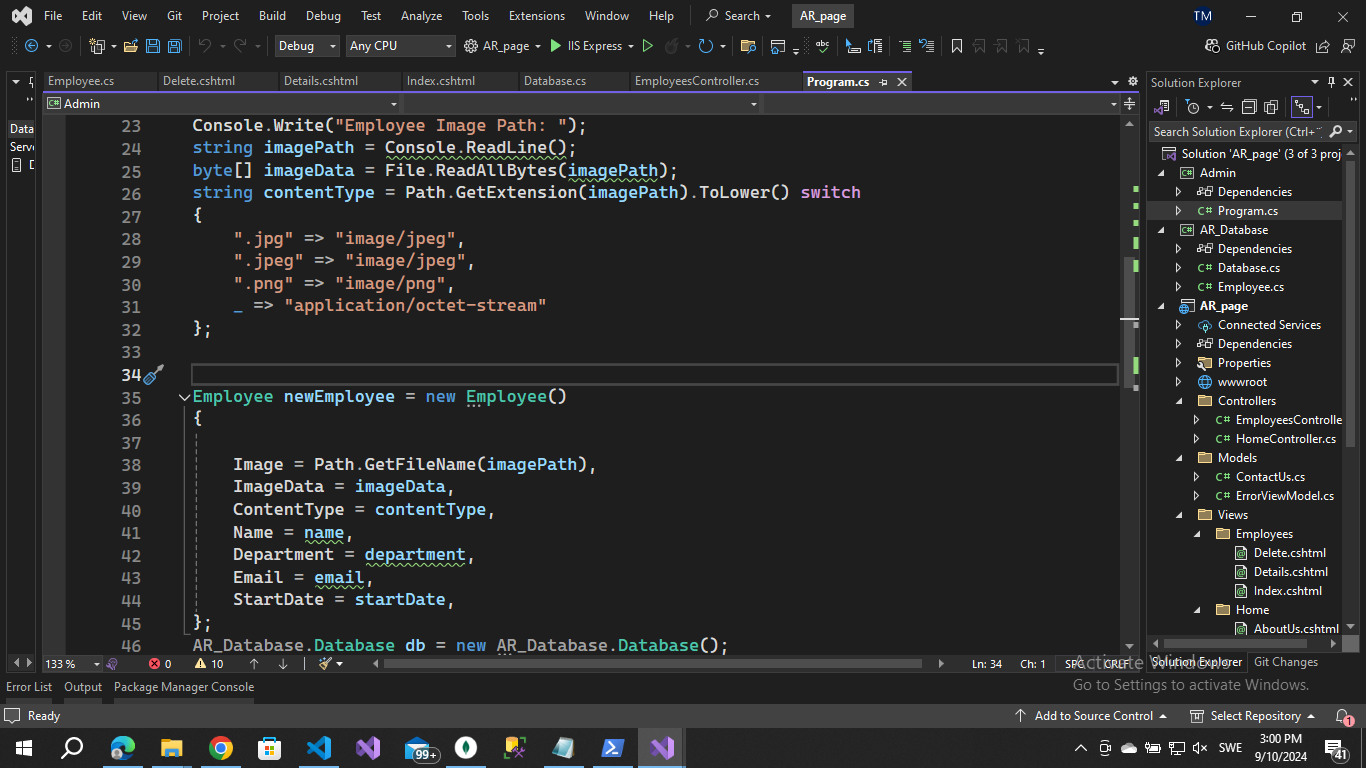 File Edit View Git Project Build Debug Test Analyze Tools Extensions Window Help Search AR_page TM
Debug Any CPU AR_page IIS Express GitHub Copilot
Employee.cs Delete.cshtml Details.cshtml Index.cshtml Database.cs EmployeesController.cs Program.cs
Admin
23 Console.Write("Employee Image Path: ");
24 string imagePath = Console.ReadLine();
25 byte[] imageData = File.ReadAllBytes(imagePath);
26 string contentType = Path.GetExtension(imagePath).ToLower() switch
27 {
28 ".jpg" => "image/jpeg",
29 ".jpeg" => "image/jpeg",
30 ".png" => "image/png",
31 _ => "application/octet-stream"
32 };
33
34
35 Employee newEmployee = new Employee()
36 {
37
38 Image = Path.GetFileName(imagePath),
39 ImageData = imageData,
40 ContentType = contentType,
41 Name = name,
42 Department = department,
43 Email = email,
44 StartDate = startDate,
45 };
46 AR_Database.Database db = new AR_Database.Database();
133 % 0 10 Ln: 34 Ch: 1 SPC CRLF
Data
Serv
Solution Explorer
Search Solution Explorer (Ctrl+
Solution 'AR_page' (3 of 3 proj
Admin
Dependencies
C# Program.cs
AR_Database
Dependencies
C# Database.cs
C# Employee.cs
AR_page
Connected Services
Dependencies
Properties
wwwroot
Controllers
C# EmployeesControlle
C# HomeController.cs
Models
C# ContactUs.cs
C# ErrorViewModel.cs
Views
Employees
Delete.cshtml
Details.cshtml
Index.cshtml
Home
AboutUs.cshtml
Solution Explorer Git Changes
Activate Windows
Go to Settings to activate Windows.
Error List Output Package Manager Console
Ready Add to Source Control Select Repository 1
99+ SWE 3:00 PM
9/10/2024 41